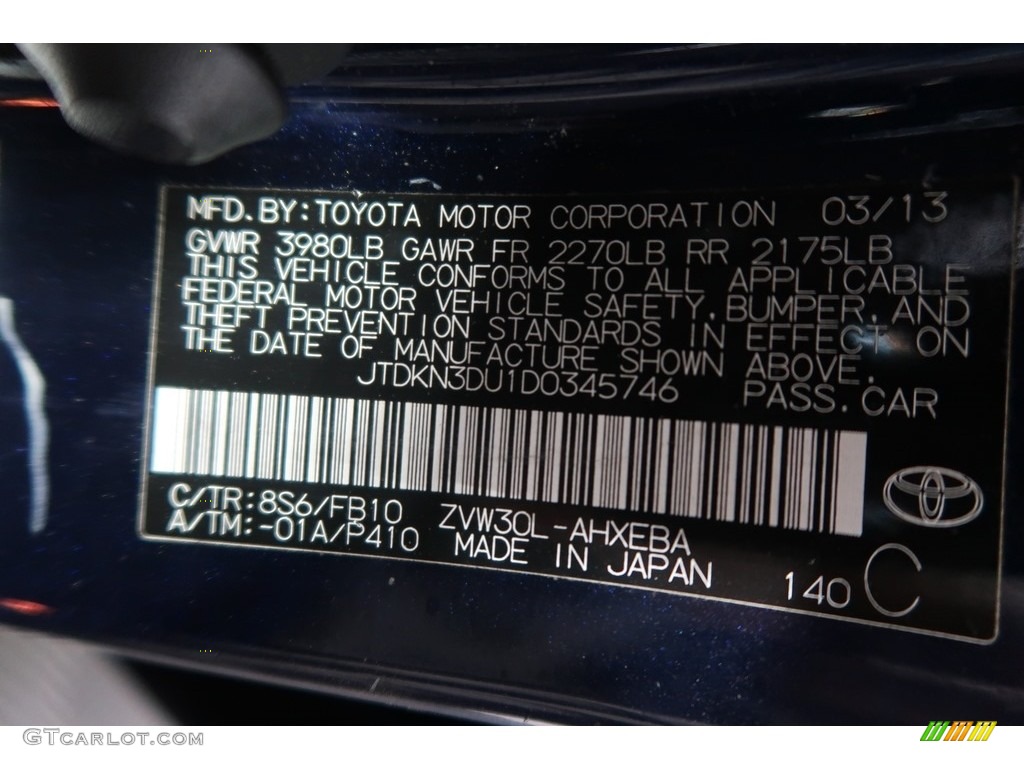 MFD.BY:TOYOTA MOTOR CORPORATION 03/13
GVWR 3980LB GAWR FR 2270LB RR 2175LB
THIS VEHICLE CONFORMS TO ALL APPLICABLE
FEDERAL MOTOR VEHICLE SAFETY,BUMPER,AND
THEFT PREVENTION STANDARDS IN EFFECT ON
THE DATE OF MANUFACTURE SHOWN ABOVE.
JTDKN3DU1D0345746 PASS.CAR
C/TR:8S6/FB10 ZVW30L-AHXEBA
A/TM:-01A/P410 MADE IN JAPAN 140 C
GTCarlot.com